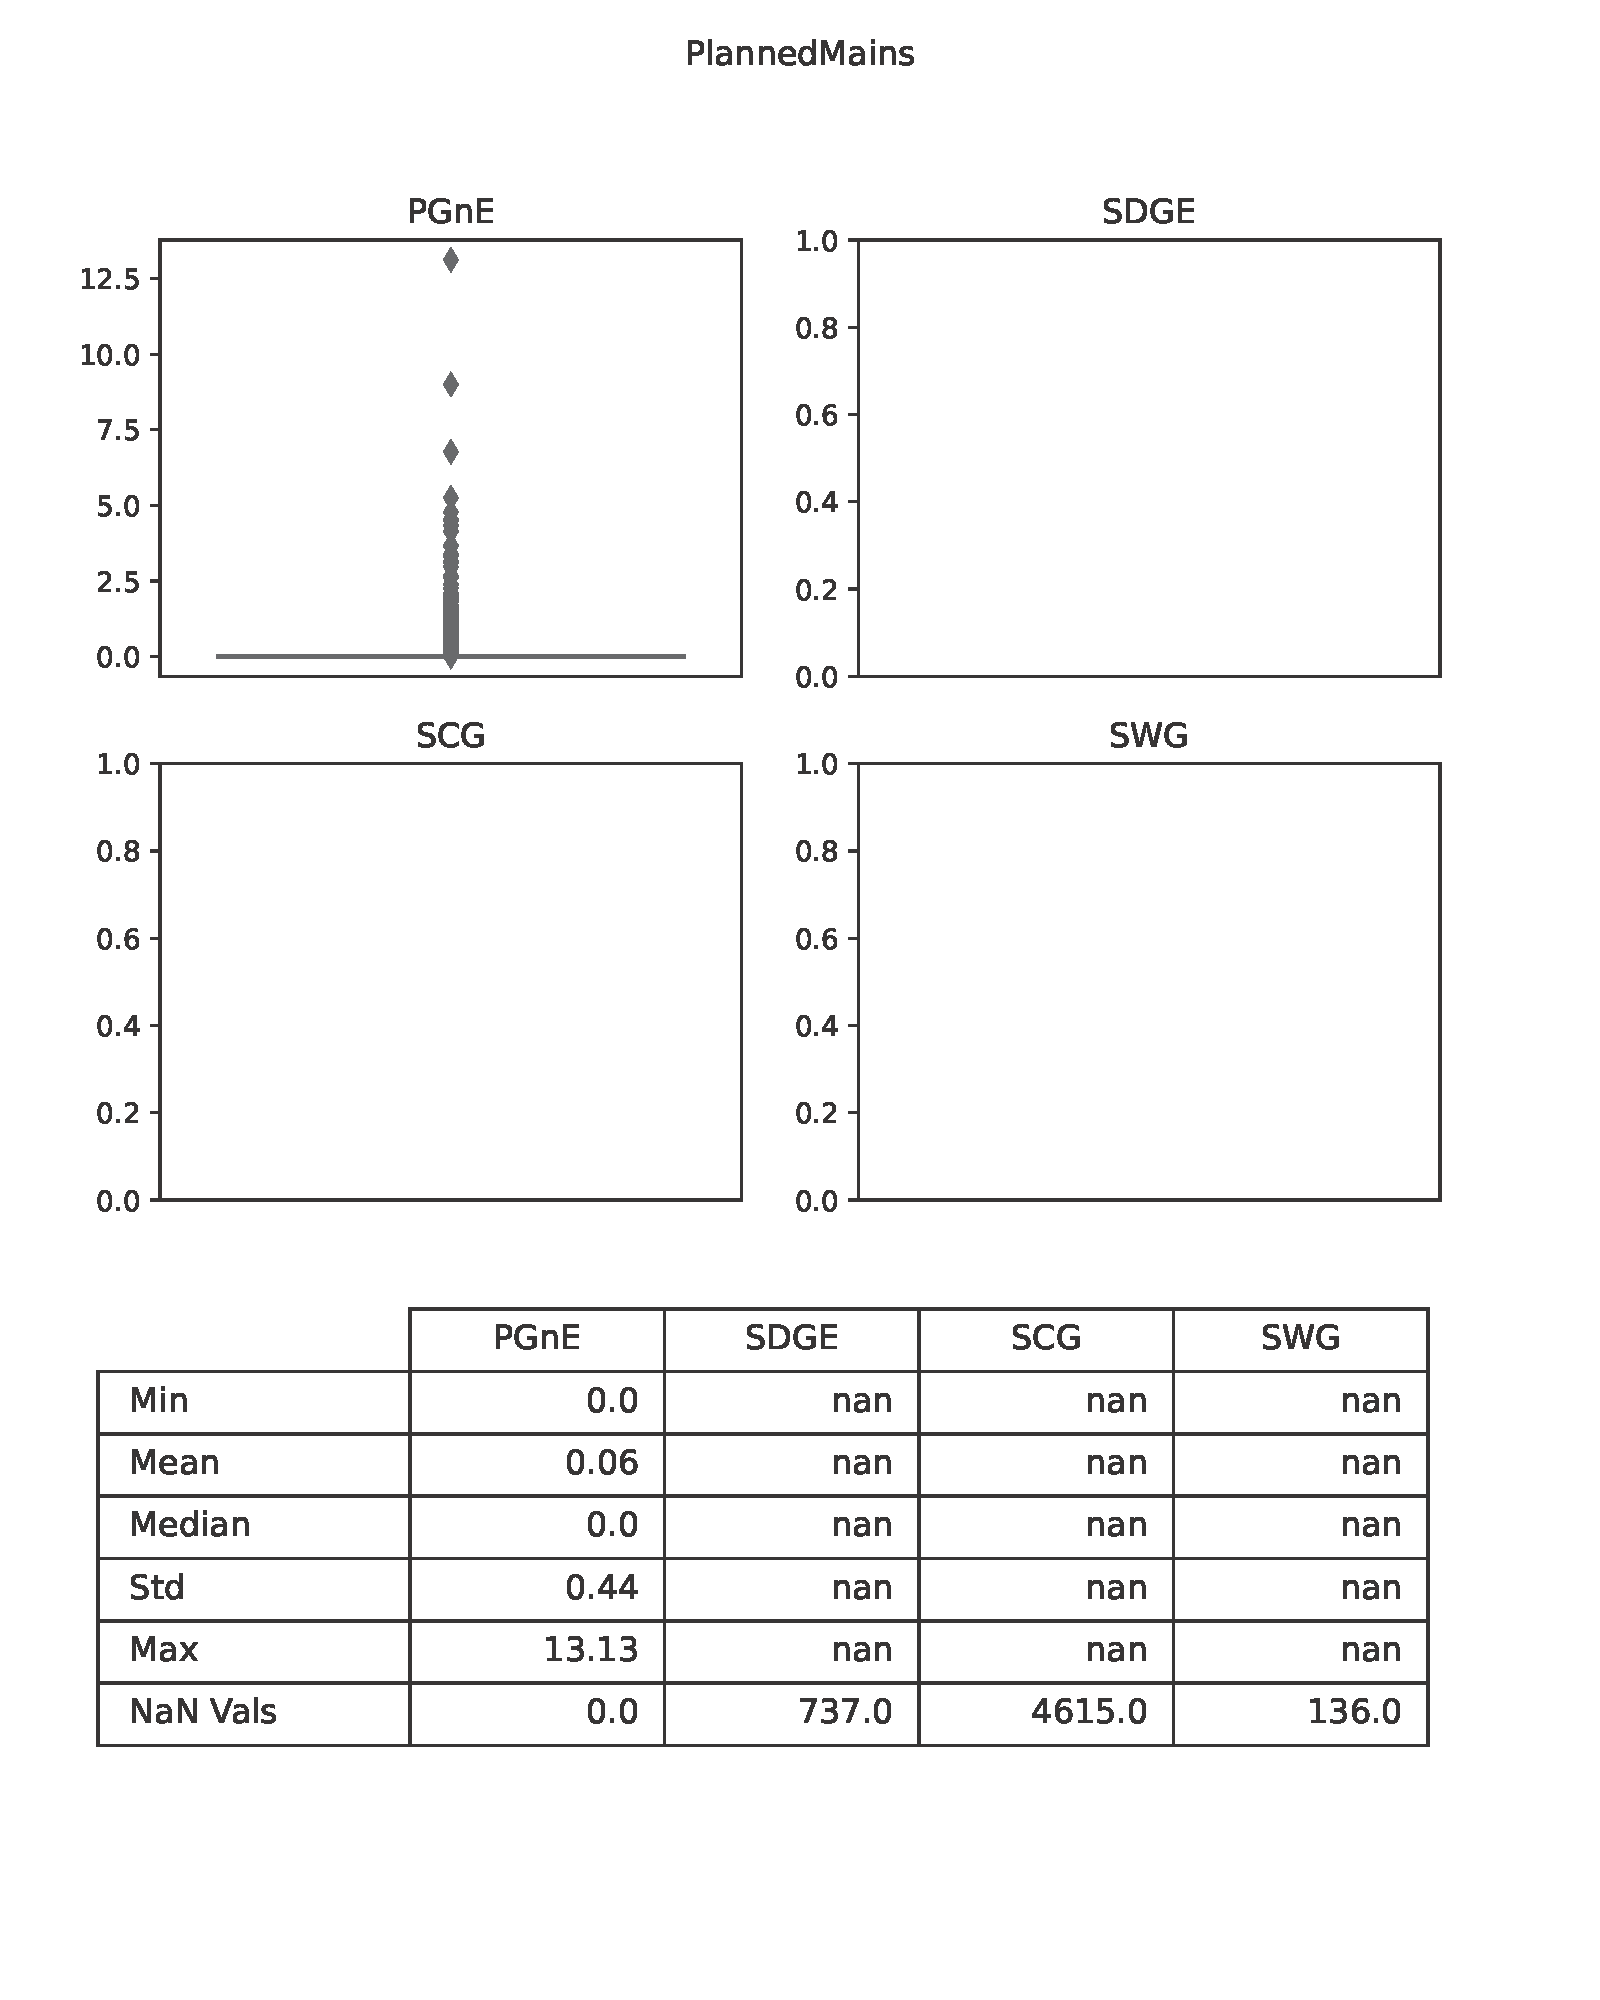 PlannedMains
PGnE
12.5
10.0
7.5
5.0
2.5
0.0
SDGE
1.0
0.8
0.6
0.4
0.2
0.0
SCG
1.0
0.8
0.6
0.4
0.2
0.0
SWG
1.0
0.8
0.6
0.4
0.2
0.0
PGnE SDGE SCG SWG
Min 0.0 nan nan nan
Mean 0.06 nan nan nan
Median 0.0 nan nan nan
Std 0.44 nan nan nan
Max 13.13 nan nan nan
NaN Vals 0.0 737.0 4615.0 136.0